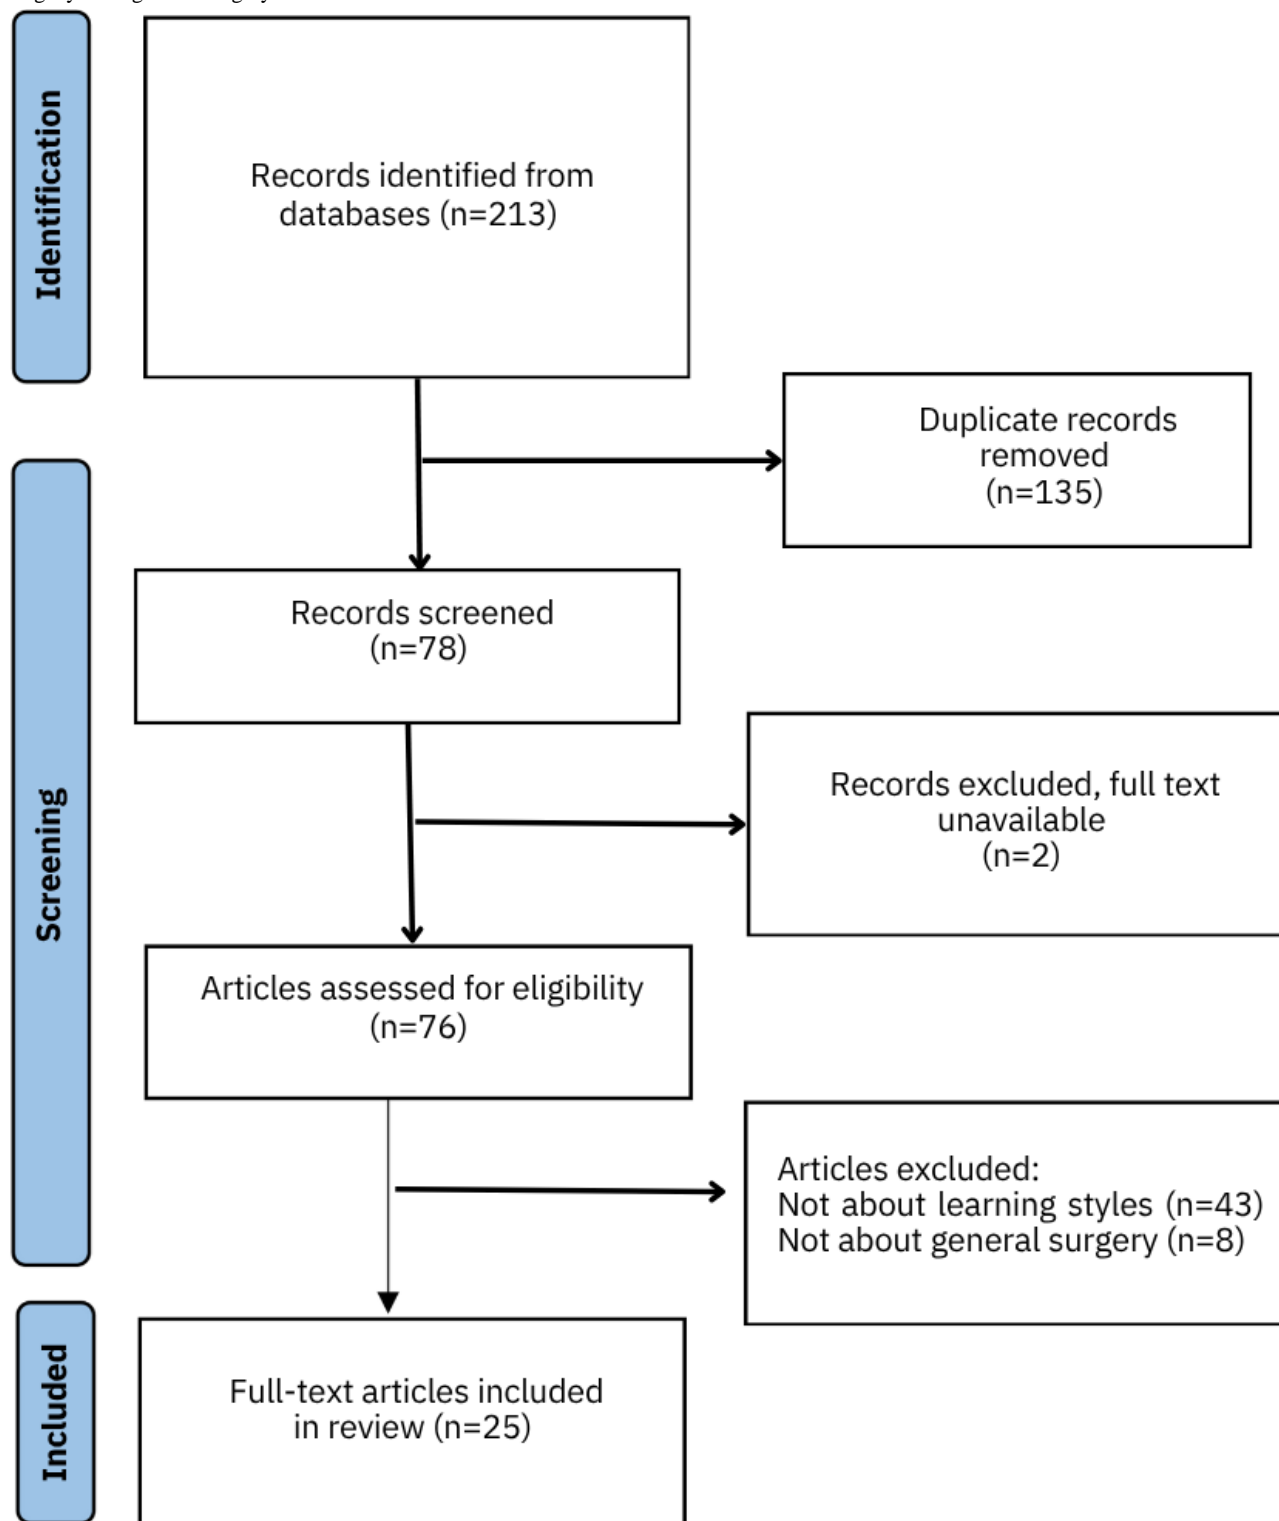 Identification
Records identified from
databases (n=213)
Duplicate records
removed
(n=135)
Screening
Records screened
(n=78)
Records excluded, full text
unavailable
(n=2)
Articles assessed for eligibility
(n=76)
Articles excluded:
Not about learning styles (n=43)
Not about general surgery (n=8)
Included
Full-text articles included
in review (n=25)